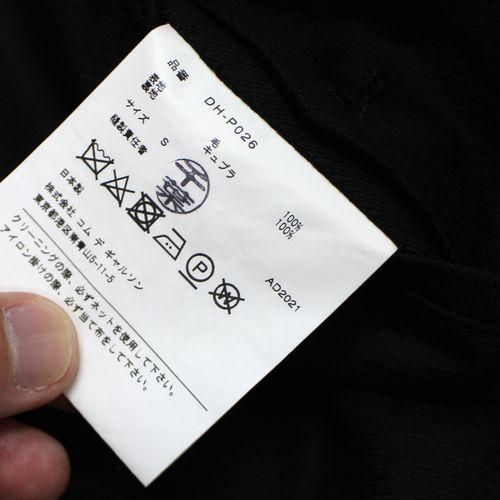 品番 DH-P026
表地 毛 100%
裏地 キュプラ 100%
サイズ S
縫製責任者 千葉
AD2021
日本製
株式会社 コム デ ギャルソン
東京都港区南青山5-11-5
クリーニングの際、必ずネットを使用して下さい。
アイロン掛けの際、必ず当て布をして下さい。